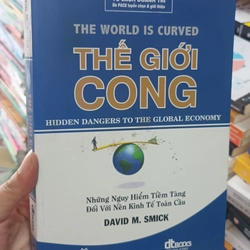 THE WORLD IS CURVED
THẾ GIỚI
CONG
HIDDEN DANGERS TO THE GLOBAL ECONOMY
Những Nguy Hiểm Tiềm Tàng
Đối Với Nền Kinh Tế Toàn Cầu
DAVID M. SMICK
dtBOOKS